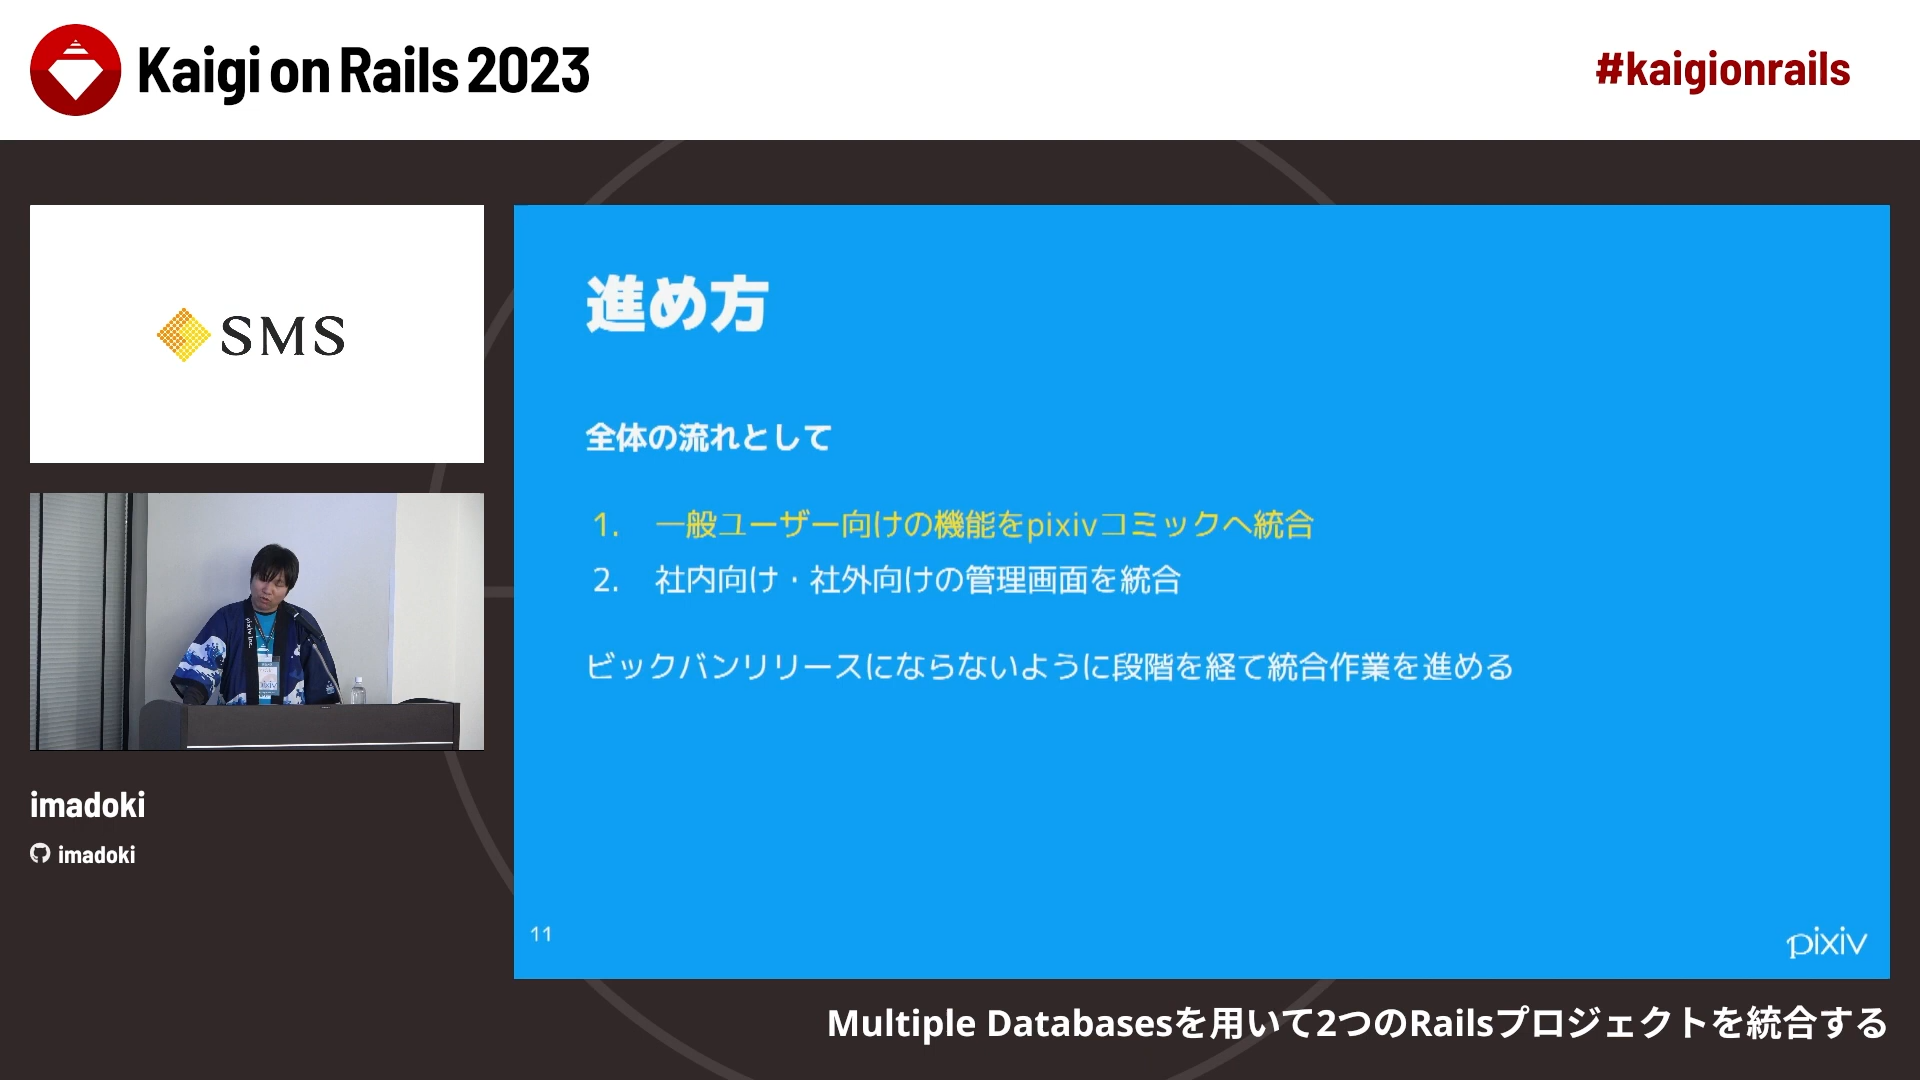 Kaigi on Rails 2023
#kaigionrails
SMS
進め方
全体の流れとして
1. 一般ユーザー向けの機能をpixivコミックへ統合
2. 社内向け・社外向けの管理画面を統合
ビックバンリリースにならないように段階を経て統合作業を進める
11
pixiv
pixiv Inc.
pixiv
imadoki
imadoki
Multiple Databasesを用いて2つのRailsプロジェクトを統合する